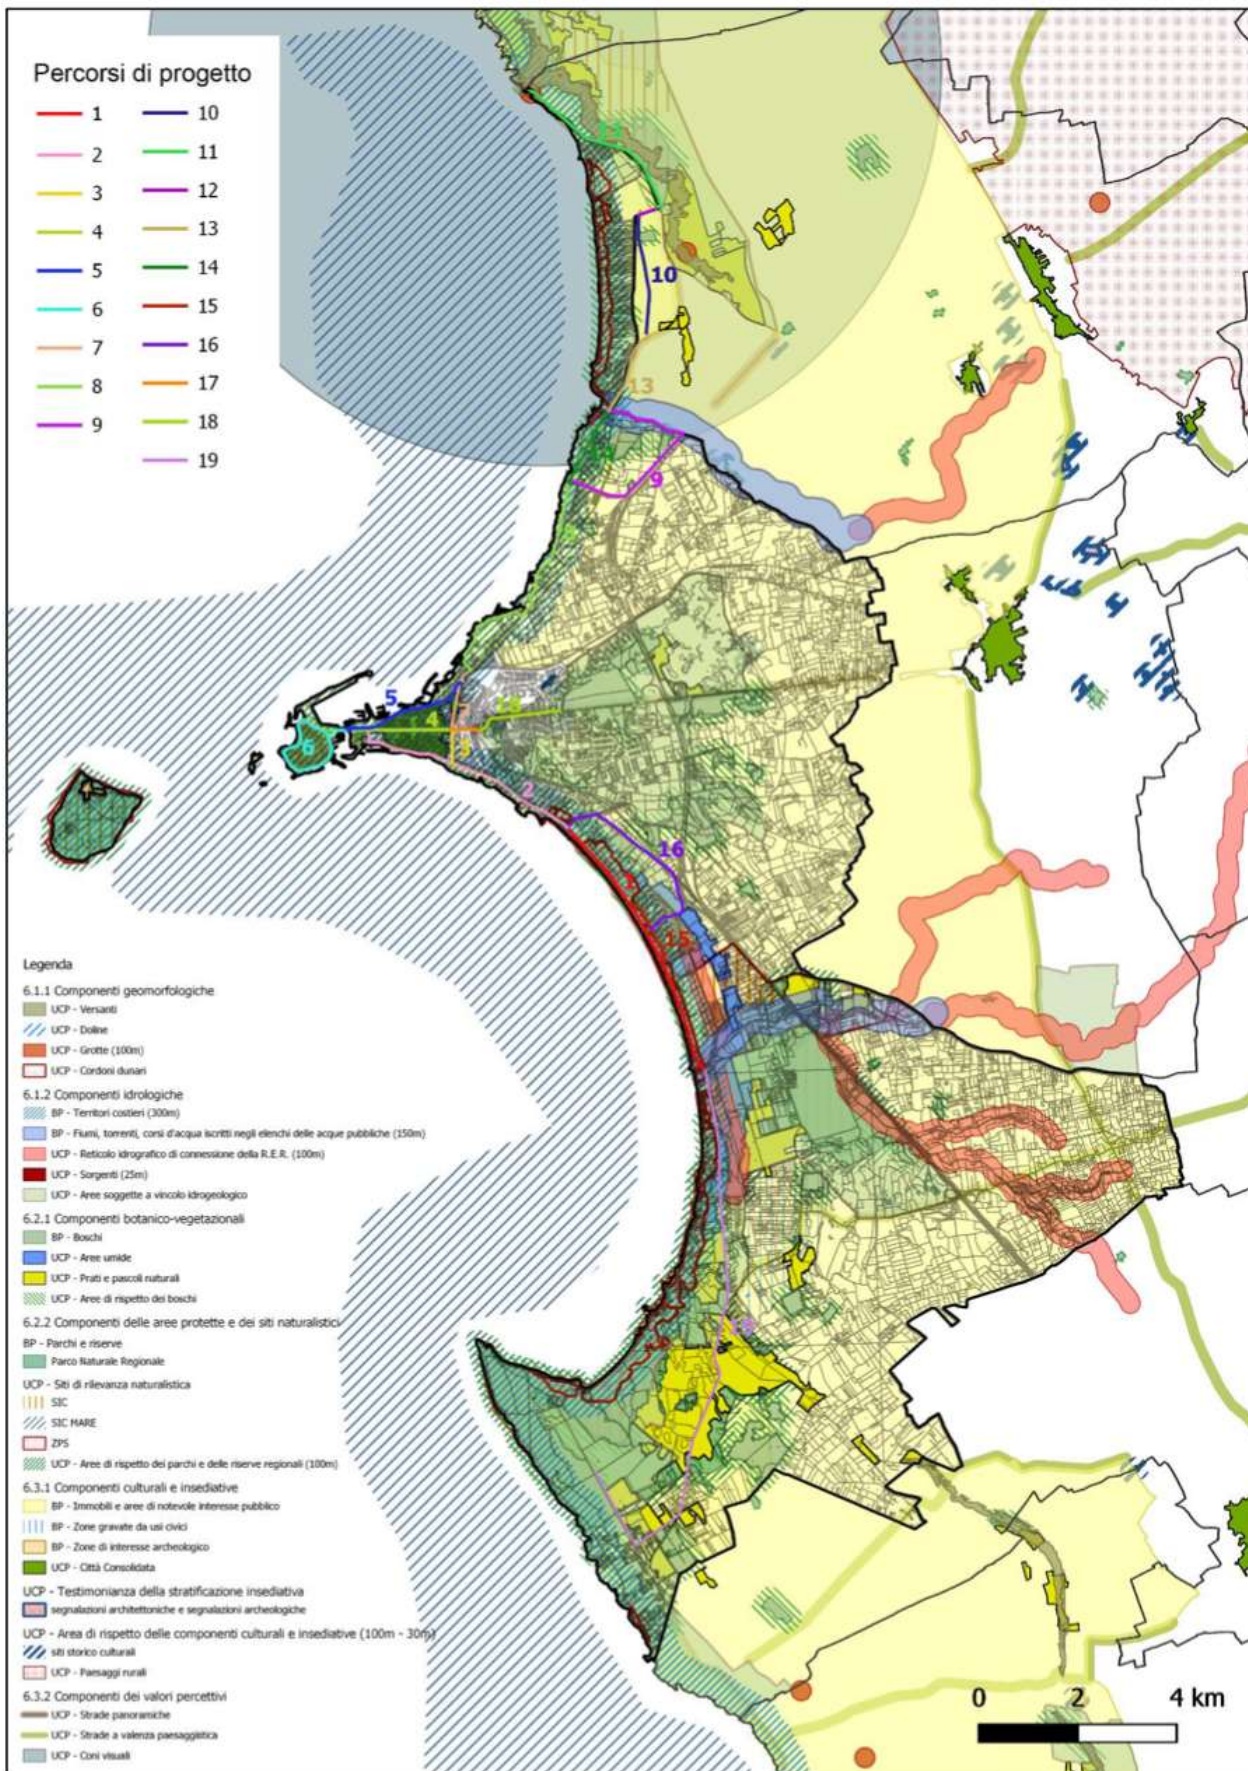 Percorsi di progetto
1
2
3
4
5
6
7
8
9
10
11
12
13
14
15
16
17
18
19
10
13
9
5
4
18
3
6
2
16
1
15
Legenda
6.1.1 Componenti geomorfologiche
UCP - Versanti
UCP - Doline
UCP - Grotte (100m)
UCP - Cordoni dunari
6.1.2 Componenti idrologiche
BP - Territori costieri (300m)
BP - Fiumi, torrenti, corsi d'acqua iscritti negli elenchi delle acque pubbliche (150m)
UCP - Reticolo idrografico di connessione della R.E.R. (100m)
UCP - Sorgenti (25m)
UCP - Aree soggette a vincolo idrogeologico
6.2.1 Componenti botanico-vegetazionali
BP - Boschi
UCP - Aree umide
UCP - Prati e pascoli naturali
UCP - Aree di rispetto dei boschi
6.2.2 Componenti delle aree protette e dei siti naturalistici
BP - Parchi e riserve
Parco Naturale Regionale
UCP - Siti di rilevanza naturalistica
SIC
SIC MARE
ZPS
UCP - Aree di rispetto dei parchi e delle riserve regionali (100m)
6.3.1 Componenti culturali e insediative
BP - Immobili e aree di notevole interesse pubblico
BP - Zone gravate da usi civici
BP - Zone di interesse archeologico
UCP - Città Consolidata
UCP - Testimonianza della stratificazione insediativa
segnalazioni architettoniche e segnalazioni archeologiche
UCP - Area di rispetto delle componenti culturali e insediative (100m - 30m)
siti storico culturali
UCP - Paesaggi rurali
6.3.2 Componenti dei valori percettivi
UCP - Strade panoramiche
UCP - Strade a valenza paesaggistica
UCP - Coni visuali
0 2 4 km